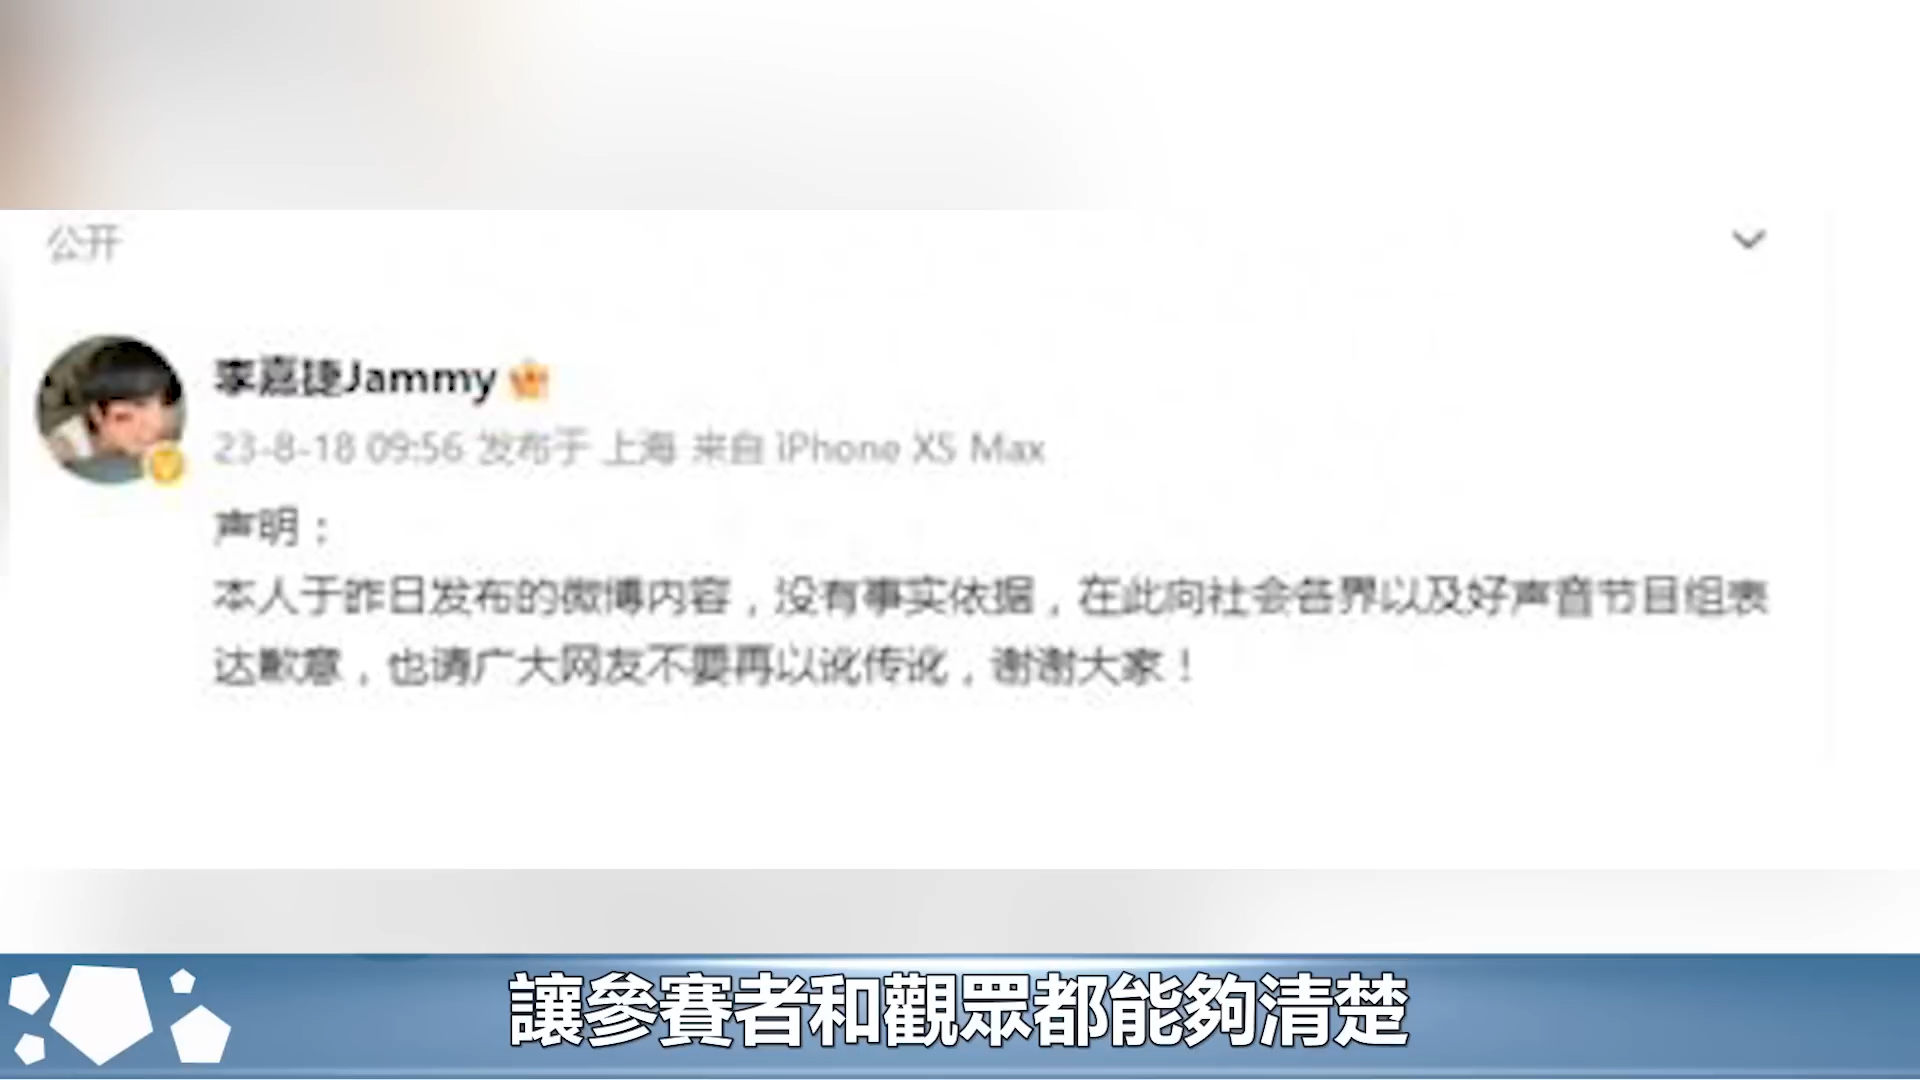 公开
李嘉捷Jammy
23-8-18 09:56 发布于 上海 来自 iPhone XS Max
声明：
本人于昨日发布的微博内容，没有事实依据，在此向社会各界以及好声音节目组表
达歉意，也请广大网友不要再以讹传讹，谢谢大家！
讓參賽者和觀眾都能夠清楚